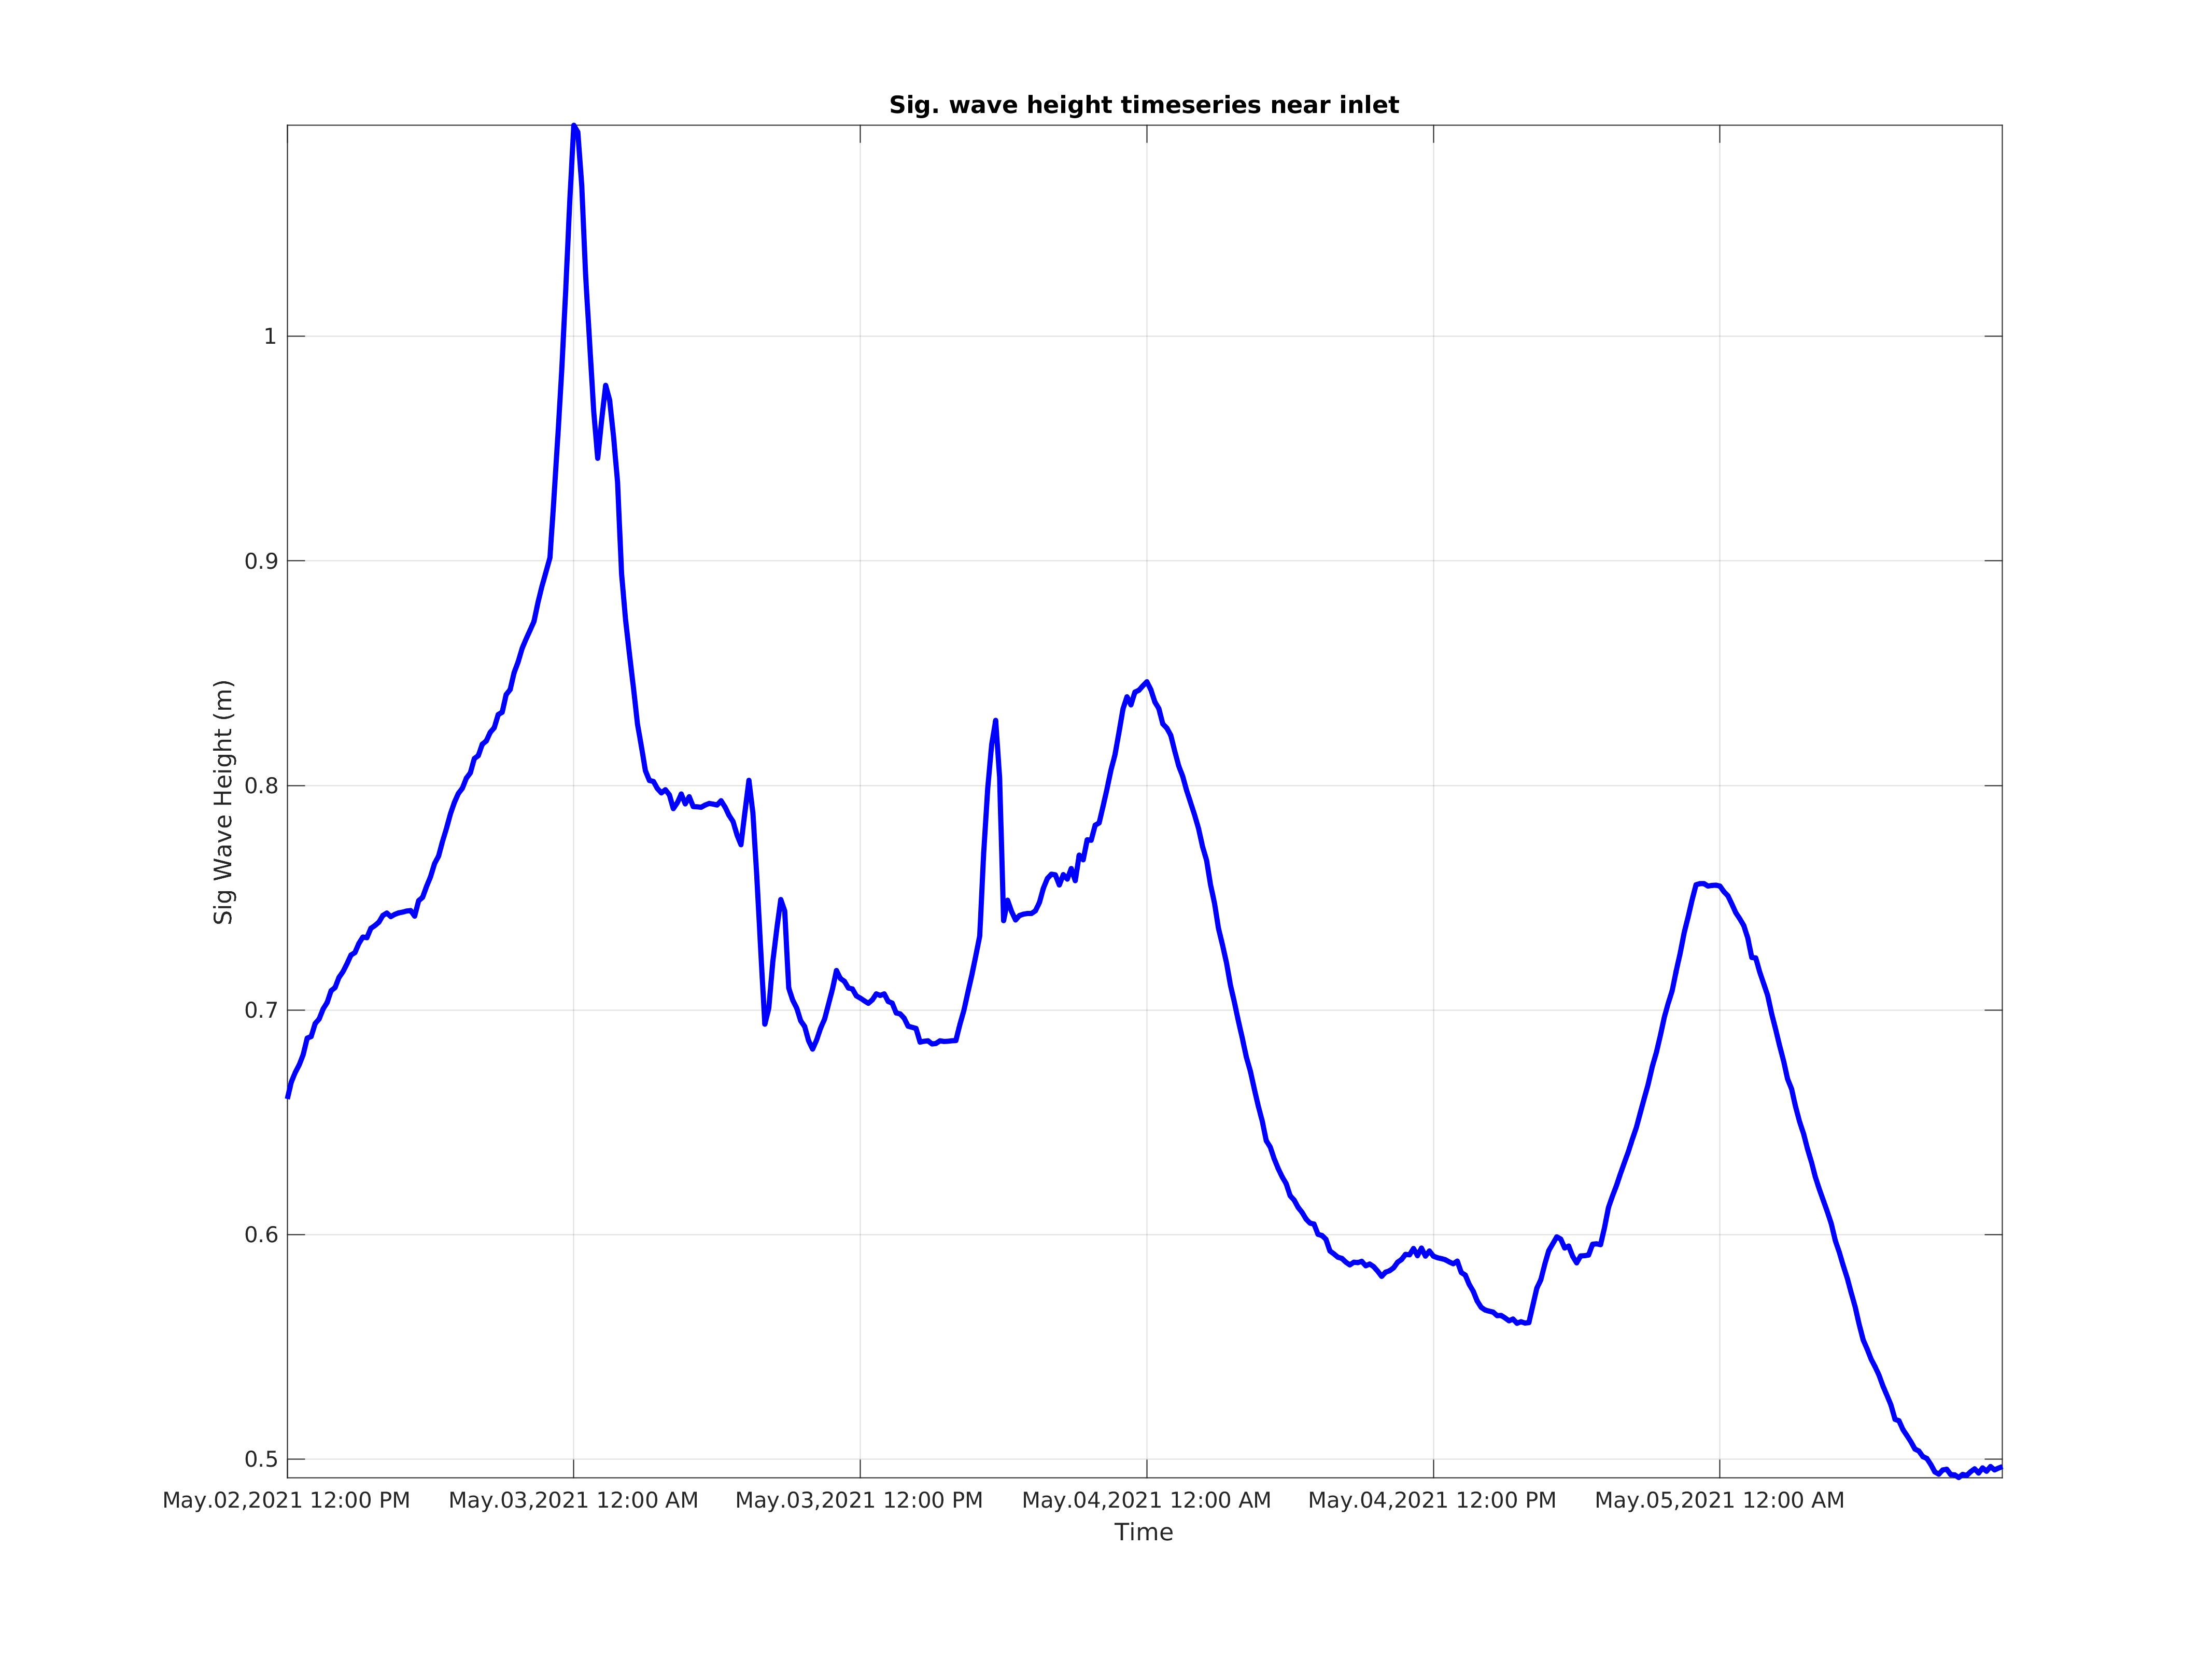 Sig. wave height timeseries near inlet
1
0.9
0.8
0.7
0.6
0.5
Sig Wave Height (m)
May.02,2021 12:00 PM May.03,2021 12:00 AM May.03,2021 12:00 PM May.04,2021 12:00 AM May.04,2021 12:00 PM May.05,2021 12:00 AM
Time